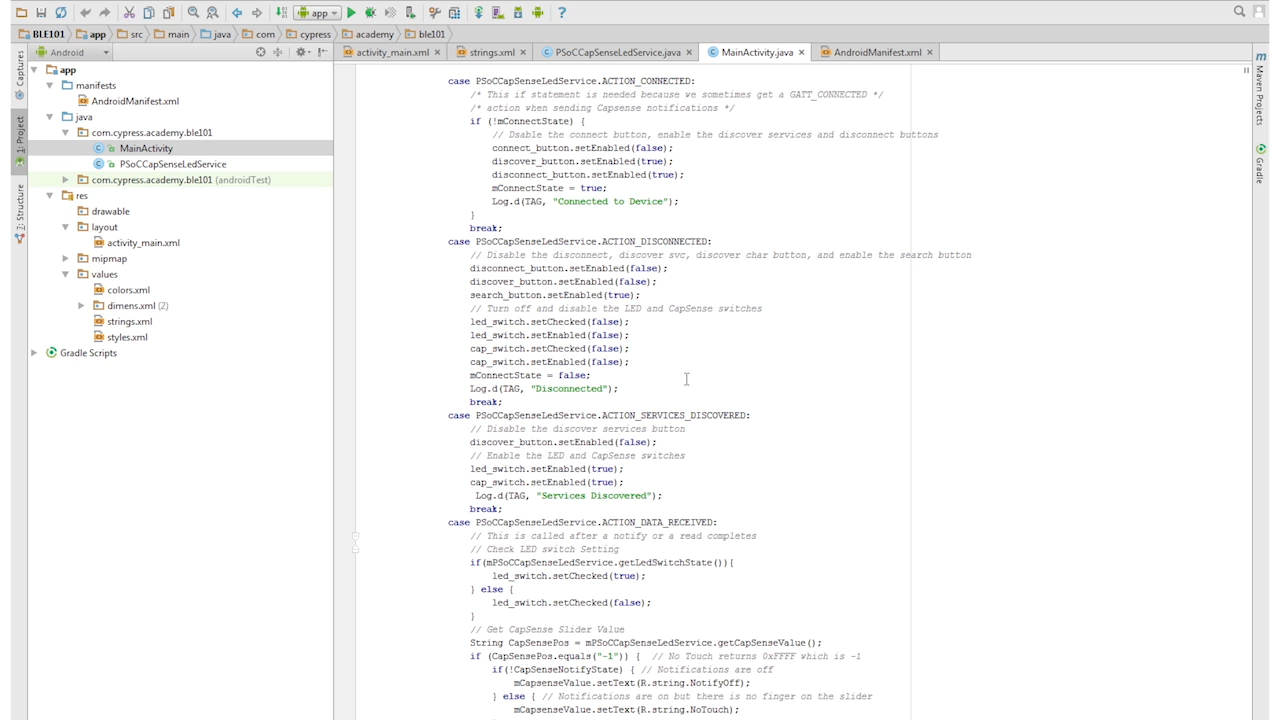 app
BLE101 app src main java com cypress academy ble101
Android
activity_main.xml strings.xml PSoCCapSenseLedService.java MainActivity.java AndroidManifest.xml
Captures
1: Project
7: Structure
app
manifests
AndroidManifest.xml
java
com.cypress.academy.ble101
MainActivity
PSoCCapSenseLedService
com.cypress.academy.ble101 (androidTest)
res
drawable
layout
activity_main.xml
mipmap
values
colors.xml
dimens.xml (2)
strings.xml
styles.xml
Gradle Scripts
case PSoCCapSenseLedService.ACTION_CONNECTED:
/* This if statement is needed because we sometimes get a GATT_CONNECTED */
/* action when sending Capsense notifications */
if (!mConnectState) {
// Dsable the connect button, enable the discover services and disconnect buttons
connect_button.setEnabled(false);
discover_button.setEnabled(true);
disconnect_button.setEnabled(true);
mConnectState = true;
Log.d(TAG, "Connected to Device");
}
break;
case PSoCCapSenseLedService.ACTION_DISCONNECTED:
// Disable the disconnect, discover svc, discover char button, and enable the search button
disconnect_button.setEnabled(false);
discover_button.setEnabled(false);
search_button.setEnabled(true);
// Turn off and disable the LED and CapSense switches
led_switch.setChecked(false);
led_switch.setEnabled(false);
cap_switch.setChecked(false);
cap_switch.setEnabled(false);
mConnectState = false;
Log.d(TAG, "Disconnected");
break;
case PSoCCapSenseLedService.ACTION_SERVICES_DISCOVERED:
// Disable the discover services button
discover_button.setEnabled(false);
// Enable the LED and CapSense switches
led_switch.setEnabled(true);
cap_switch.setEnabled(true);
Log.d(TAG, "Services Discovered");
break;
case PSoCCapSenseLedService.ACTION_DATA_RECEIVED:
// This is called after a notify or a read completes
// Check LED switch Setting
if(mPSoCCapSenseLedService.getLedSwitchState()){
led_switch.setChecked(true);
} else {
led_switch.setChecked(false);
}
// Get CapSense Slider Value
String CapSensePos = mPSoCCapSenseLedService.getCapSenseValue();
if (CapSensePos.equals("-1")) { // No Touch returns 0xFFFF which is -1
if(!CapSenseNotifyState) { // Notifications are off
mCapsenseValue.setText(R.string.NotifyOff);
} else { // Notifications are on but there is no finger on the slider
mCapsenseValue.setText(R.string.NoTouch);
Maven Projects
Gradle